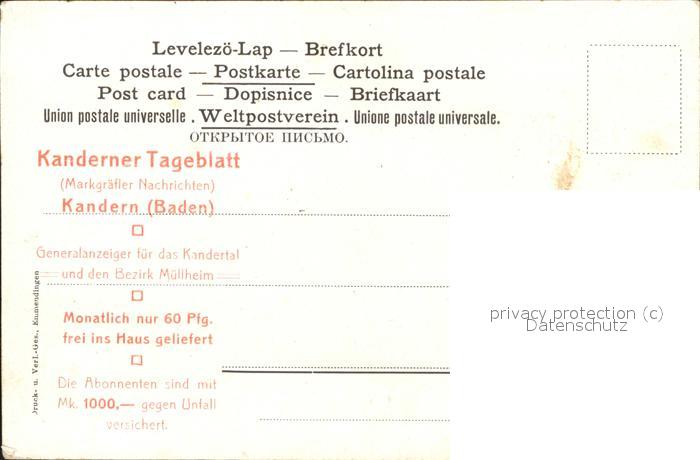 Levelezö-Lap — Brefkort
Carte postale — Postkarte — Cartolina postale
Post card — Dopisnice — Briefkaart
Union postale universelle . Weltpostverein . Unione postale universale.
ОТКРЫТОЕ ПИСЬМО.
Kanderner Tageblatt
(Markgräfler Nachrichten)
Kandern (Baden)
Generalanzeiger für das Kandertal
und den Bezirk Müllheim
Monatlich nur 60 Pfg.
frei ins Haus geliefert
Die Abonnenten sind mit
Mk. 1000,— gegen Unfall
versichert.
Druck- u. Verl.-Ges., Emmendingen
privacy protection (c)
Datenschutz